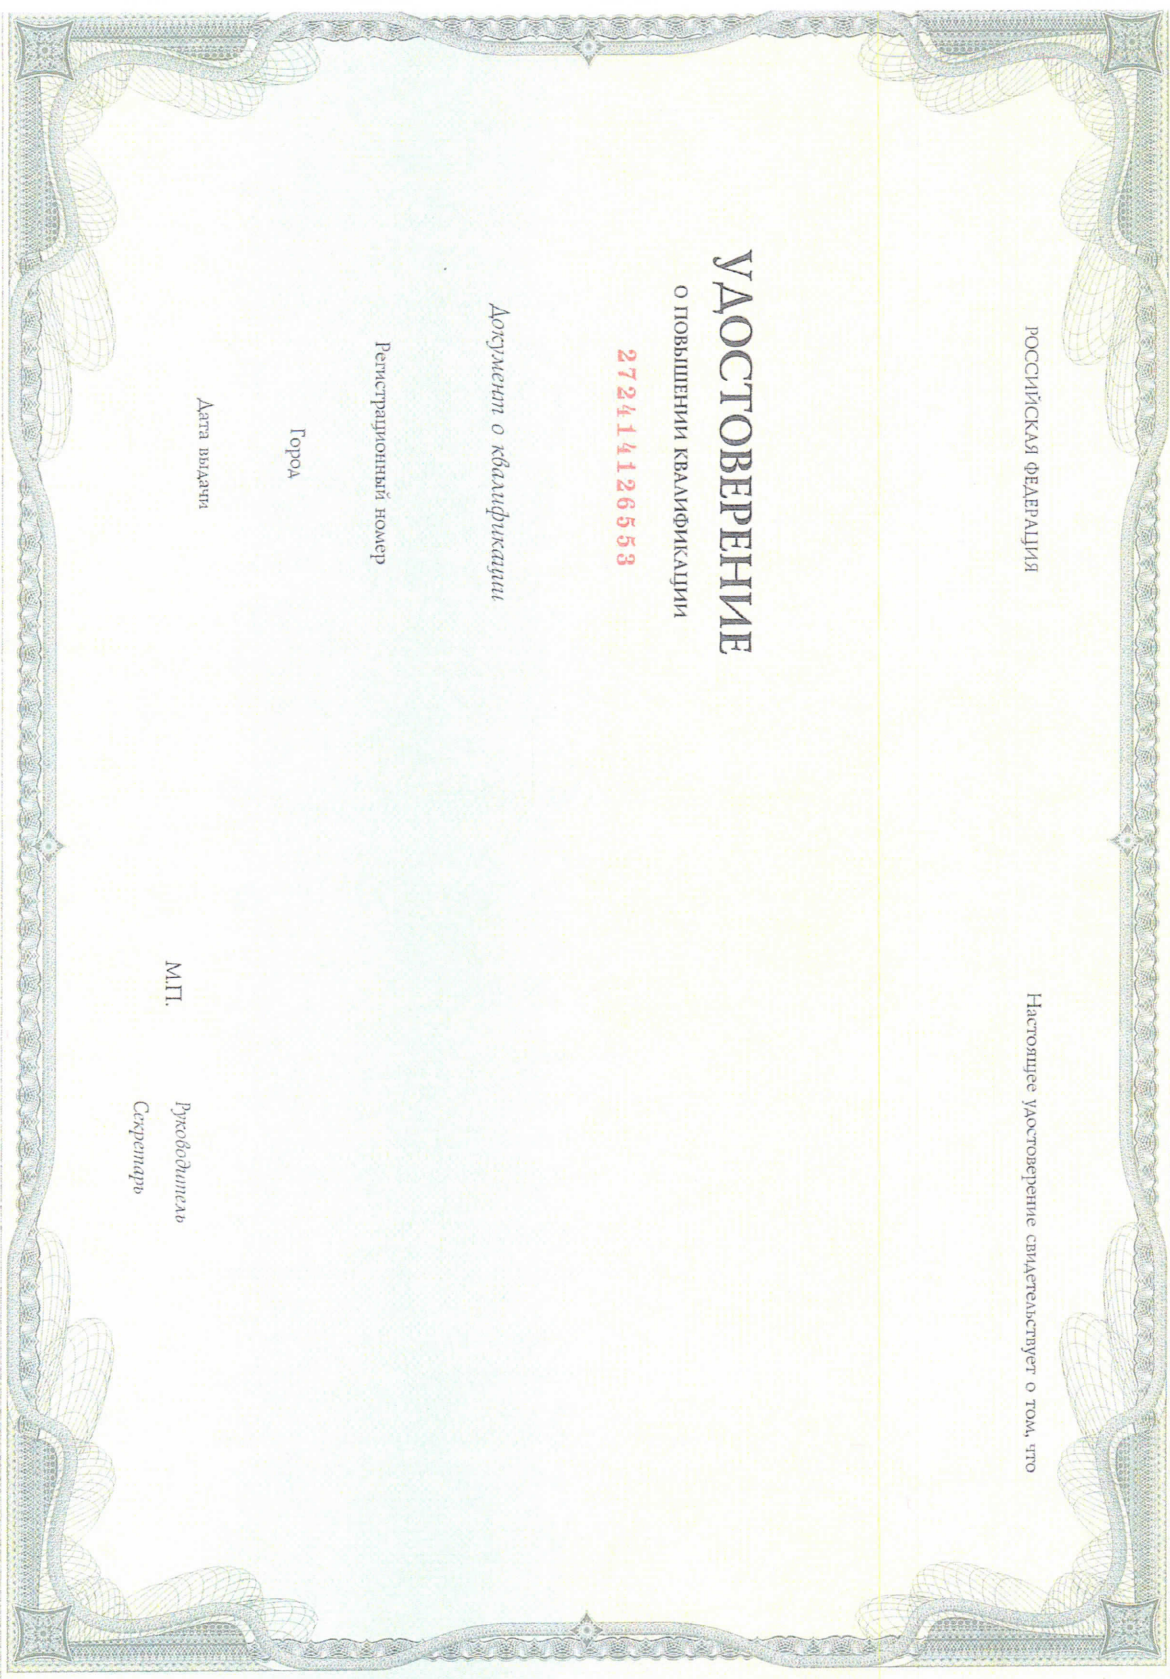 РОССИЙСКАЯ ФЕДЕРАЦИЯ
УДОСТОВЕРЕНИЕ
О ПОВЫШЕНИИ КВАЛИФИКАЦИИ
272414126553
Документ о квалификации
Регистрационный номер
Город
Дата выдачи
Настоящее удостоверение свидетельствует о том, что
М.П.
Руководитель
Секретарь